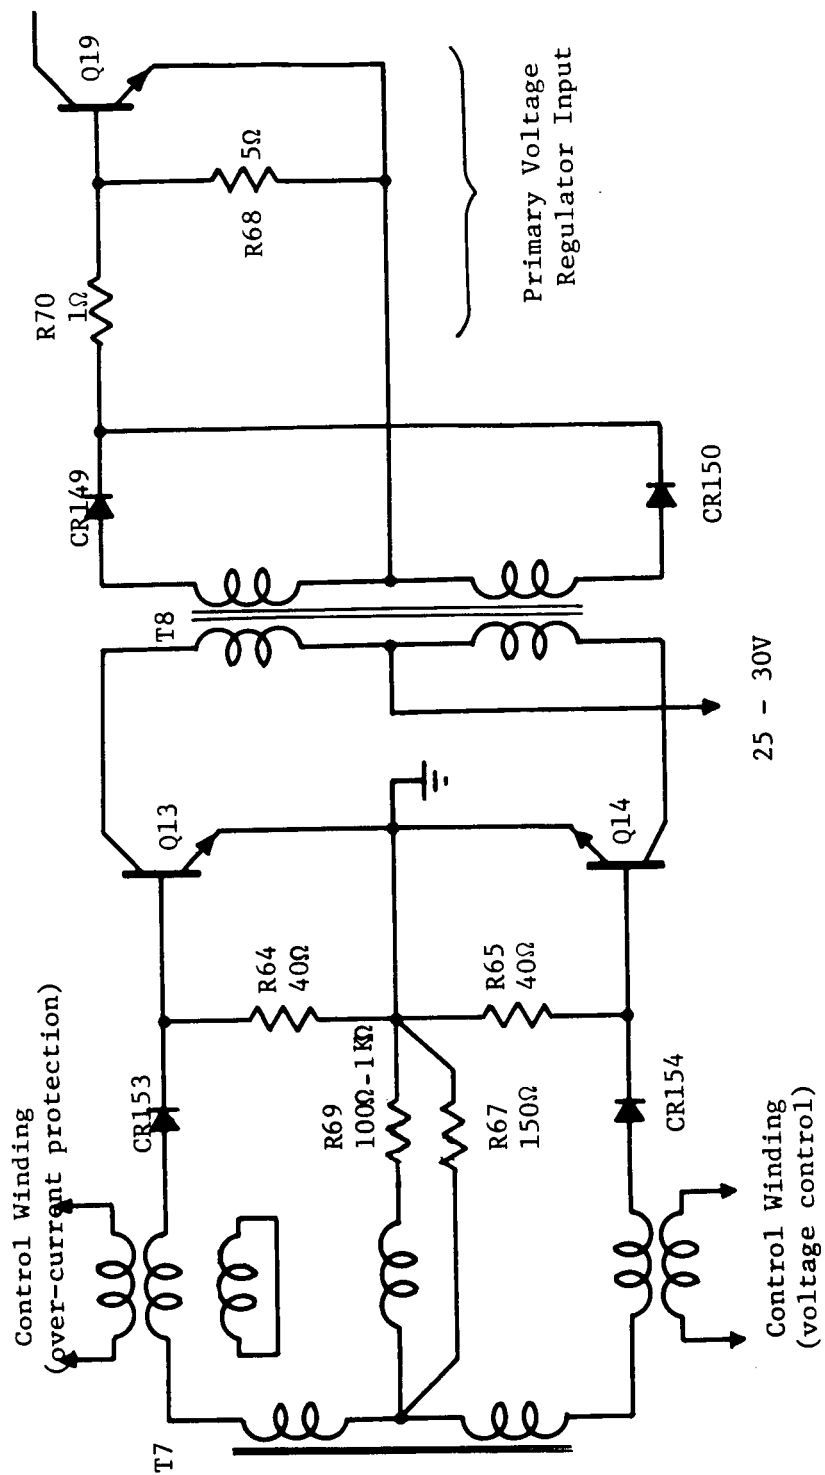 Control Winding
(over-current protection)
T7
CR153
R64
40Ω
Q13
T8
CR149
R70
1Ω
Q19
R69
100Ω-1KΩ
R67
150Ω
R65
40Ω
R68
5Ω
CR154
Q14
CR150
Control Winding
(voltage control)
25 - 30V
Primary Voltage
Regulator Input